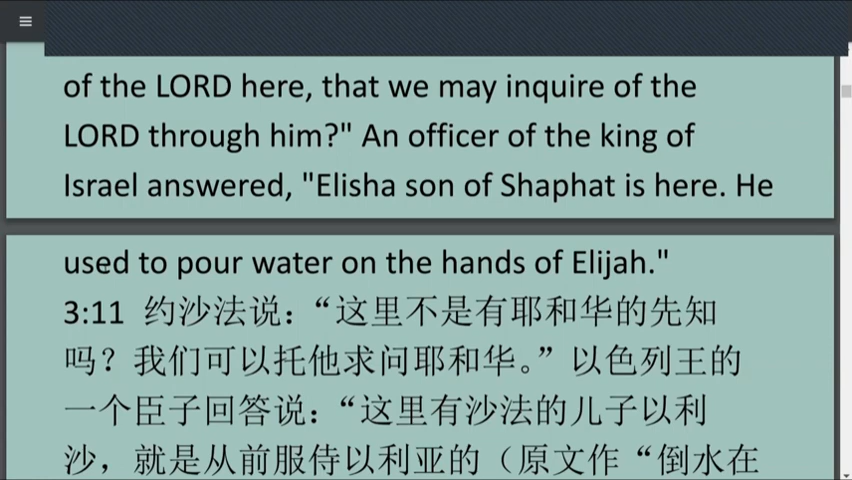 of the LORD here, that we may inquire of the
LORD through him?" An officer of the king of
Israel answered, "Elisha son of Shaphat is here. He
used to pour water on the hands of Elijah."
3:11 约沙法说：“这里不是有耶和华的先知
吗？我们可以托他求问耶和华。”以色列王的
一个臣子回答说：“这里有沙法的儿子以利
沙，就是从前服侍以利亚的（原文作“倒水在